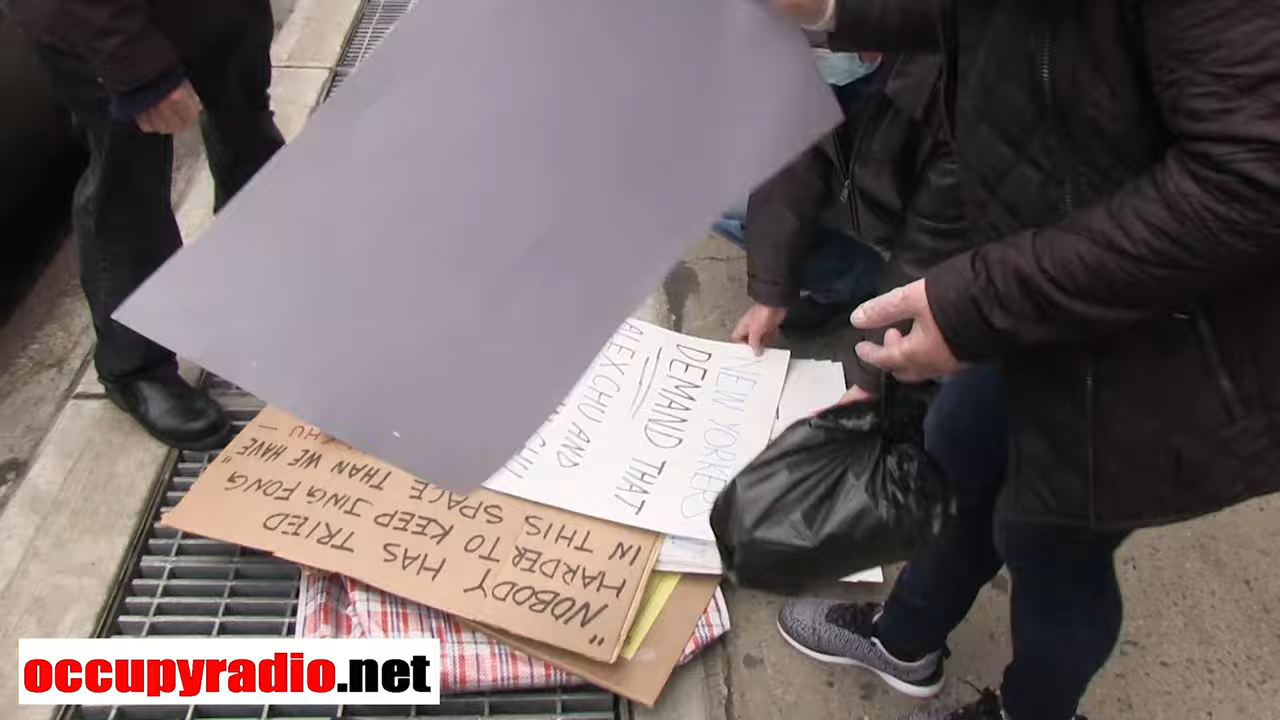 NEW YORKERS
DEMAND THAT
ALEX CHU AND
"NOBODY HAS TRIED
HARDER TO KEEP JING FONG
IN THIS SPACE THAN WE HAVE"
— CHU
occupyradio.net